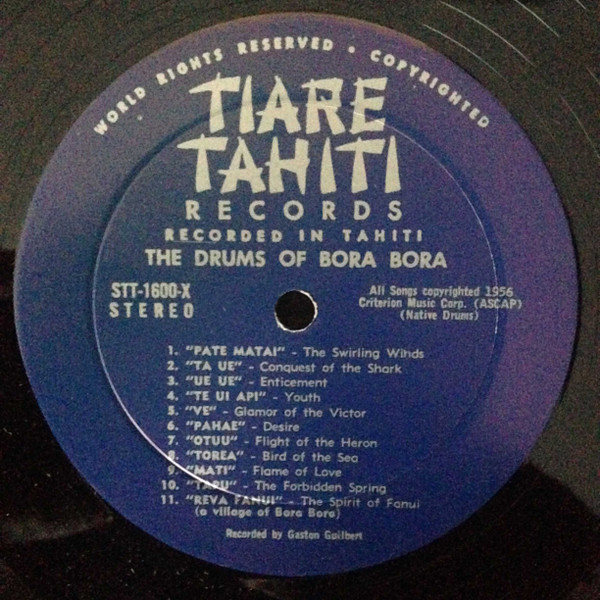 WORLD RIGHTS RESERVED • COPYRIGHTED
TIARE
TAHITI
RECORDS
RECORDED IN TAHITI
THE DRUMS OF BORA BORA
STT-1600-X
STEREO
All Songs copyrighted 1956
Criterion Music Corp. (ASCAP)
(Native Drums)
1. "PATE MATAI" - The Swirling Winds
2. "TA UE" - Conquest of the Shark
3. "UE UE" - Enticement
4. "TE UI API" - Youth
5. "VE" - Glamor of the Victor
6. "PAHAE" - Desire
7. "OTUU" - Flight of the Heron
8. "TOREA" - Bird of the Sea
9. "MATI" - Flame of Love
10. "TAPU" - The Forbidden Spring
11. "REVA FANUI" - The Spirit of Fanui
(a village of Bora Bora)
Recorded by Gaston Guilbert